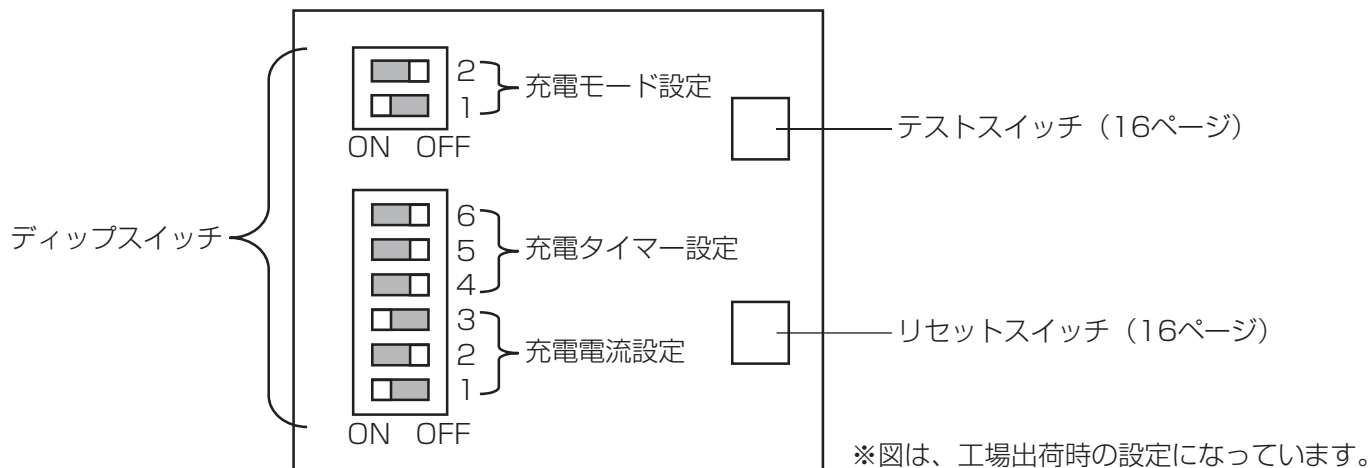 2
充電モード設定
1
ON OFF
テストスイッチ（16ページ）
ディップスイッチ
6
5
充電タイマー設定
4
3
2
充電電流設定
1
リセットスイッチ（16ページ）
ON OFF
※図は、工場出荷時の設定になっています。